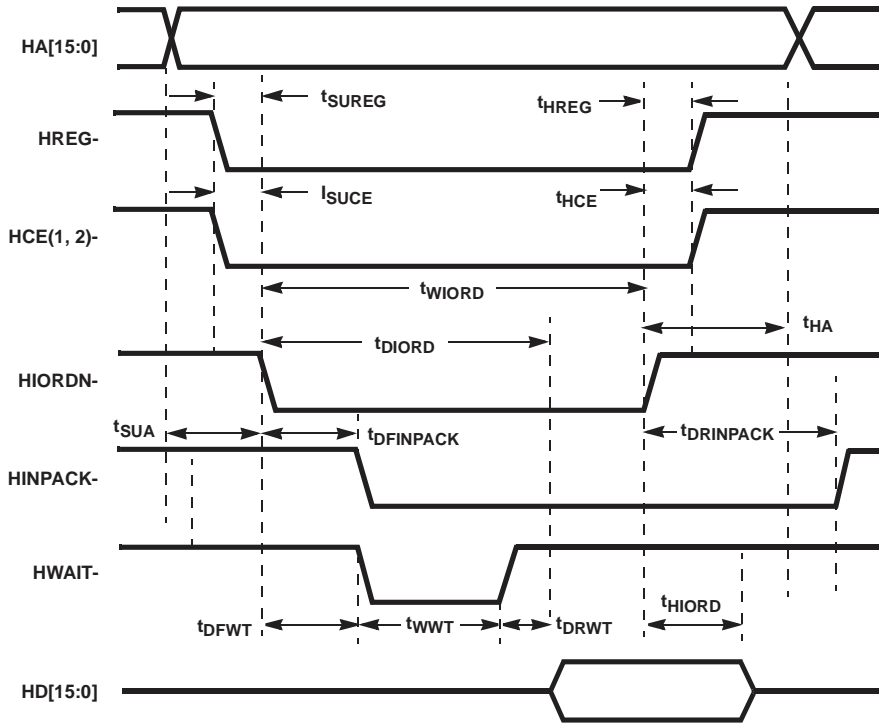 HA[15:0]
tSUREG
tHREG
HREG-
ISUCE
tHCE
HCE(1, 2)-
tWIORD
tHA
tDIORD
HIORDN-
tSUA
tDFINPACK
tDRINPACK
HINPACK-
HWAIT-
tHIORD
tDFWT
tWWT
tDRWT
HD[15:0]